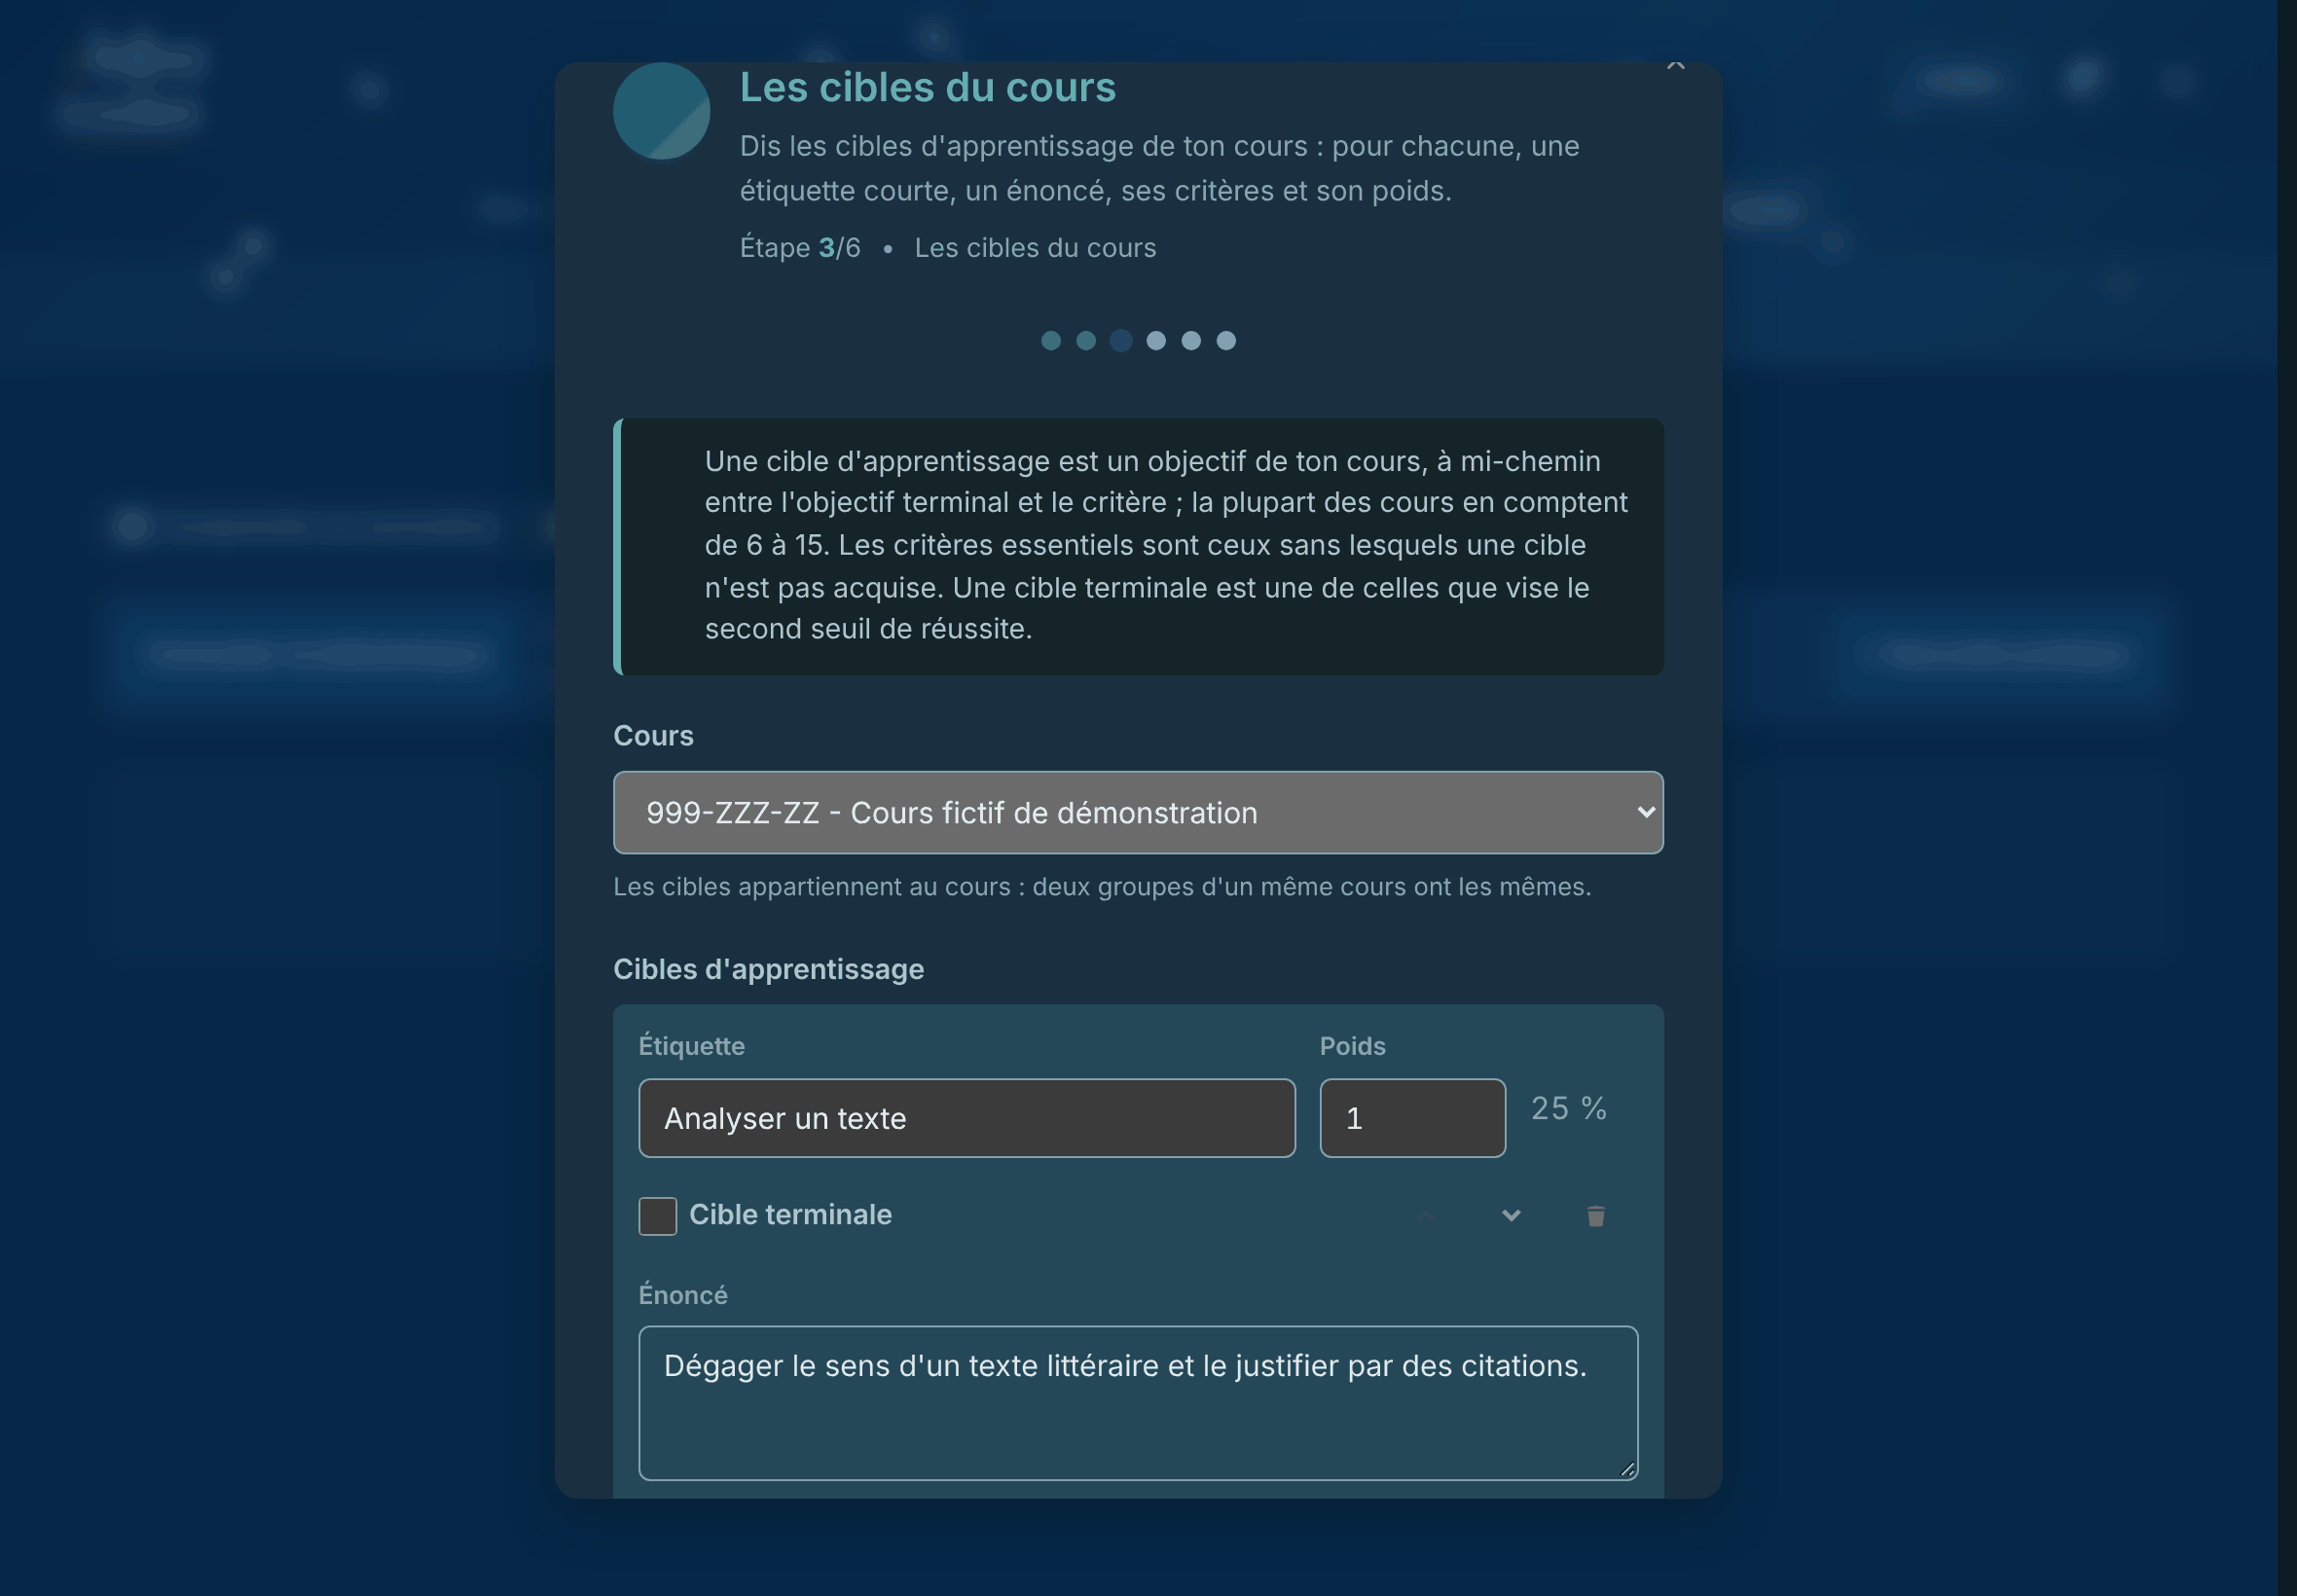 Les cibles du cours
Dis les cibles d'apprentissage de ton cours : pour chacune, une
étiquette courte, un énoncé, ses critères et son poids.
Étape 3/6 • Les cibles du cours
Une cible d'apprentissage est un objectif de ton cours, à mi-chemin
entre l'objectif terminal et le critère ; la plupart des cours en comptent
de 6 à 15. Les critères essentiels sont ceux sans lesquels une cible
n'est pas acquise. Une cible terminale est une de celles que vise le
second seuil de réussite.
Cours
999-ZZZ-ZZ - Cours fictif de démonstration
Les cibles appartiennent au cours : deux groupes d'un même cours ont les mêmes.
Cibles d'apprentissage
Étiquette Poids
Analyser un texte 1 25 %
Cible terminale
Énoncé
Dégager le sens d'un texte littéraire et le justifier par des citations.